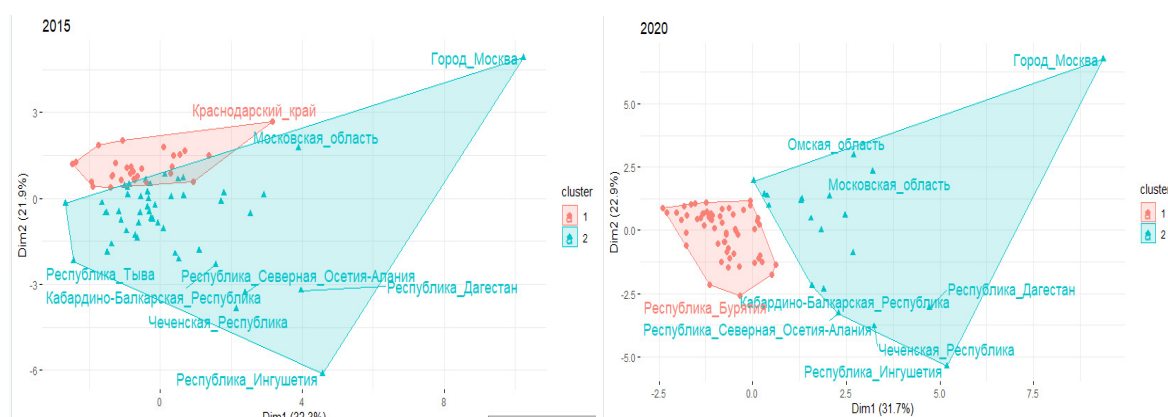 2015
Dim2 (21.9%)
3
0
-3
-6
Город_Москва
Краснодарский_край
Московская_область
Республика_Тыва
Республика_Северная_Осетия-Алания
Кабардино-Балкарская_Республика
Республика_Дагестан
Чеченская_Республика
Республика_Ингушетия
0
4
8
cluster
1
2
2020
Dim2 (22.9%)
5.0
2.5
0.0
-2.5
-5.0
Город_Москва
Омская_область
Московская_область
Республика_Бурятия
Кабардино-Балкарская_Республика
Республика_Дагестан
Республика_Северная_Осетия-Алания
Чеченская_Республика
Республика_Ингушетия
-2.5
0.0
2.5
5.0
7.5
Dim1 (31.7%)
cluster
1
2